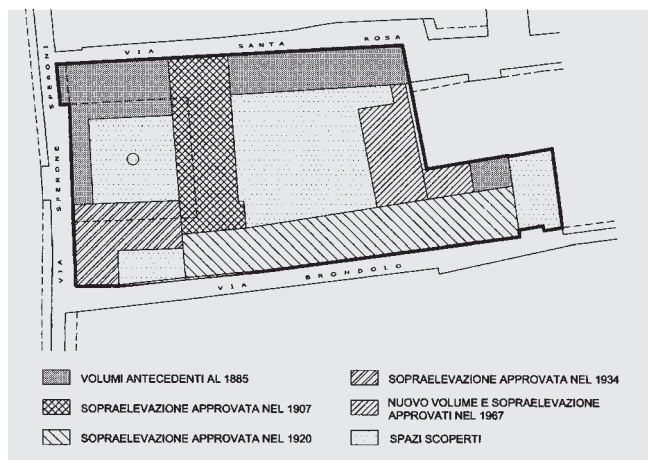 VIA SANTA ROSA
VIA SPERONE SPERONI
VIA BRONDOLO
VOLUMI ANTECEDENTI AL 1885
SOPRAELEVAZIONE APPROVATA NEL 1907
SOPRAELEVAZIONE APPROVATA NEL 1920
SOPRAELEVAZIONE APPROVATA NEL 1934
NUOVO VOLUME E SOPRAELEVAZIONE
APPROVATI NEL 1967
SPAZI SCOPERTI